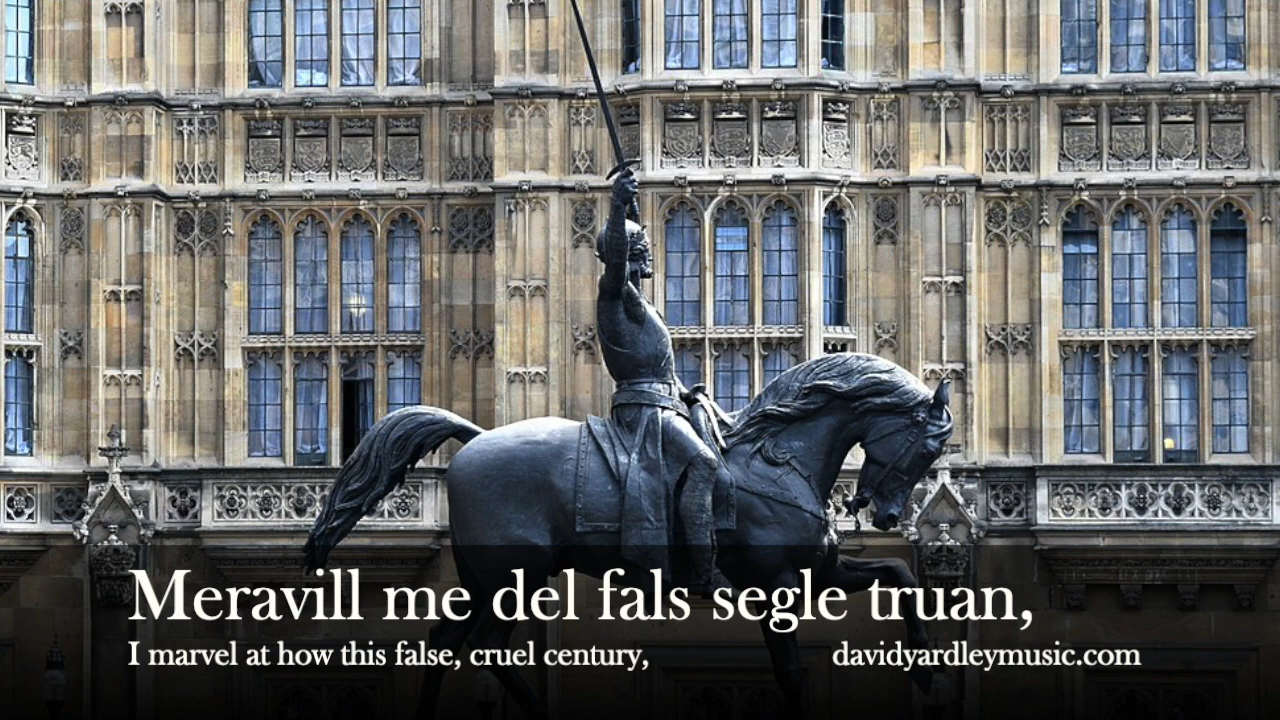 Meravill me del fals segle truan,
I marvel at how this false, cruel century,
davidyardleymusic.com